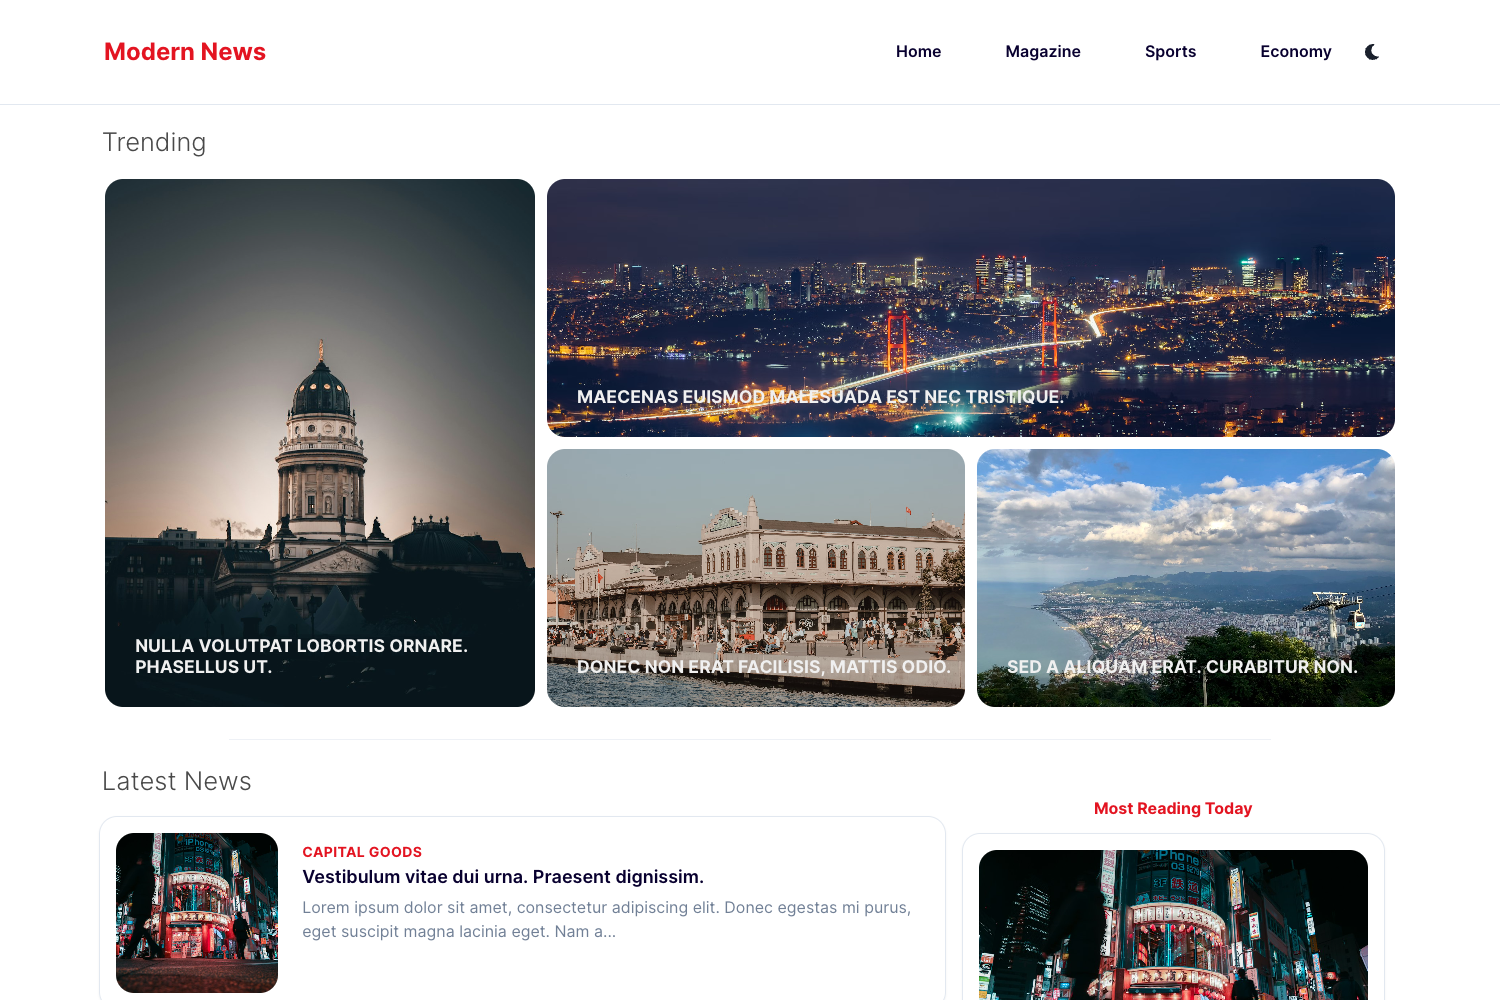 Modern News
Home
Magazine
Sports
Economy
Trending
NULLA VOLUTPAT LOBORTIS ORNARE.
PHASELLUS UT.
MAECENAS EUISMOD MALESUADA EST NEC TRISTIQUE.
DONEC NON ERAT FACILISIS, MATTIS ODIO.
SED A ALIQUAM ERAT. CURABITUR NON.
Latest News
CAPITAL GOODS
Vestibulum vitae dui urna. Praesent dignissim.
Lorem ipsum dolor sit amet, consectetur adipiscing elit. Donec egestas mi purus,
eget suscipit magna lacinia eget. Nam a...
Most Reading Today
iPhone